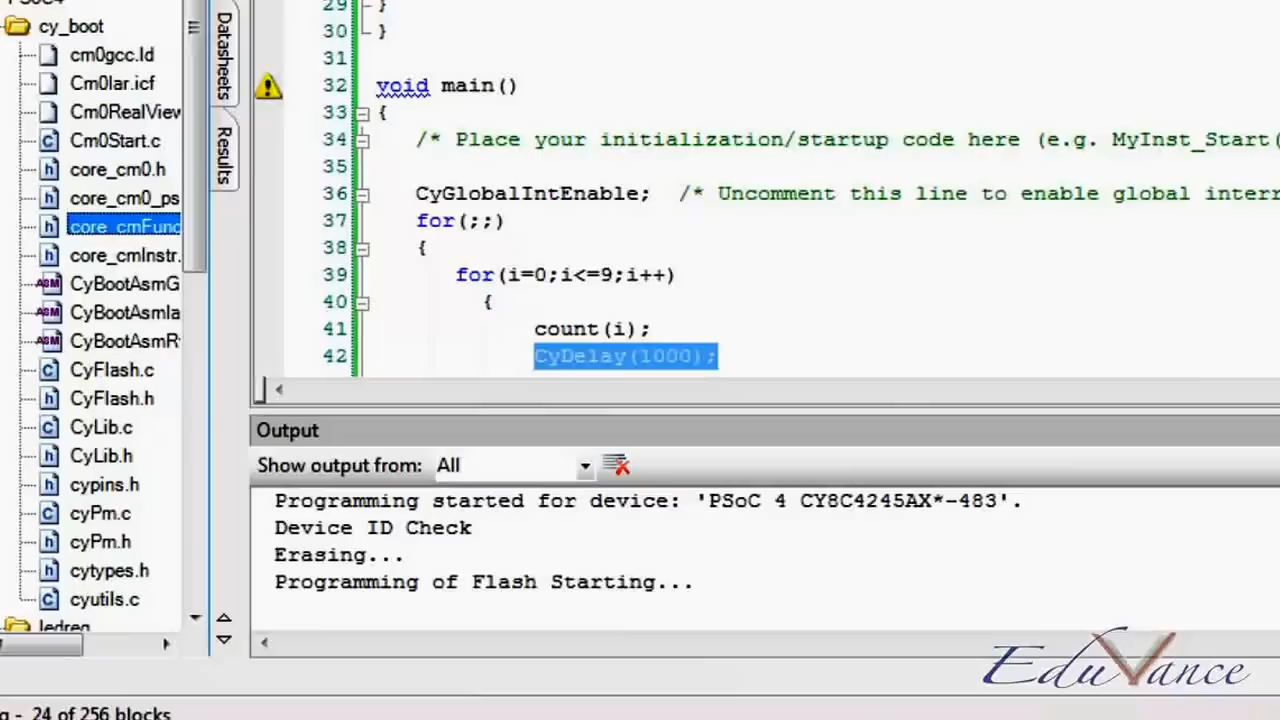 PSoC4
cy_boot
cm0gcc.ld
Cm0Iar.icf
Cm0RealView
Cm0Start.c
core_cm0.h
core_cm0_ps
core_cmFunc
core_cmInstr.
CyBootAsmG
CyBootAsmIa
CyBootAsmR
CyFlash.c
CyFlash.h
CyLib.c
CyLib.h
cypins.h
cyPm.c
cyPm.h
cytypes.h
cyutils.c
ledreg
Datasheets
Results
29 }
30 }
31
32 void main()
33 {
34 /* Place your initialization/startup code here (e.g. MyInst_Start(
35
36 CyGlobalIntEnable; /* Uncomment this line to enable global interr
37 for(;;)
38 {
39 for(i=0;i<=9;i++)
40 {
41 count(i);
42 CyDelay(1000);
Output
Show output from: All
Programming started for device: 'PSoC 4 CY8C4245AX*-483'.
Device ID Check
Erasing...
Programming of Flash Starting...
EduVance
g - 24 of 256 blocks